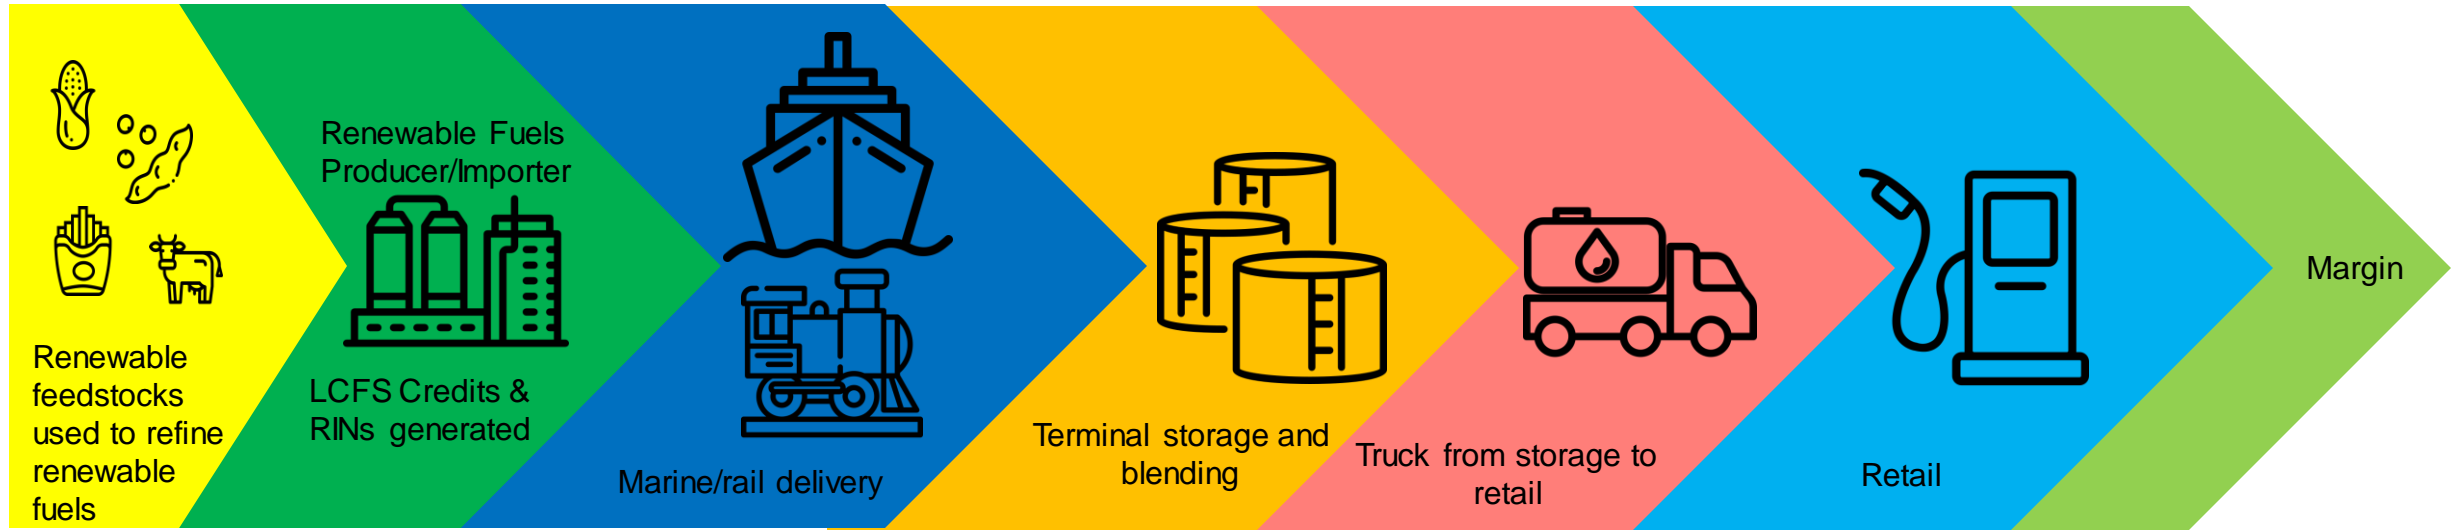 Renewable
feedstocks
used to refine
renewable
fuels
Renewable Fuels
Producer/Importer
LCFS Credits &
RINs generated
Marine/rail delivery
Terminal storage and
blending
Truck from storage to
retail
Retail
Margin